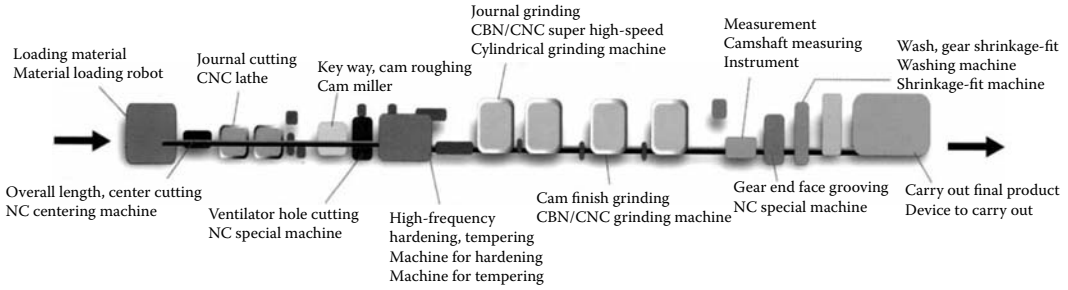 Loading material
Material loading robot
Overall length, center cutting
NC centering machine
Journal cutting
CNC lathe
Ventilator hole cutting
NC special machine
Key way, cam roughing
Cam miller
High-frequency
hardening, tempering
Machine for hardening
Machine for tempering
Journal grinding
CBN/CNC super high-speed
Cylindrical grinding machine
Cam finish grinding
CBN/CNC grinding machine
Measurement
Camshaft measuring
Instrument
Gear end face grooving
NC special machine
Wash, gear shrinkage-fit
Washing machine
Shrinkage-fit machine
Carry out final product
Device to carry out